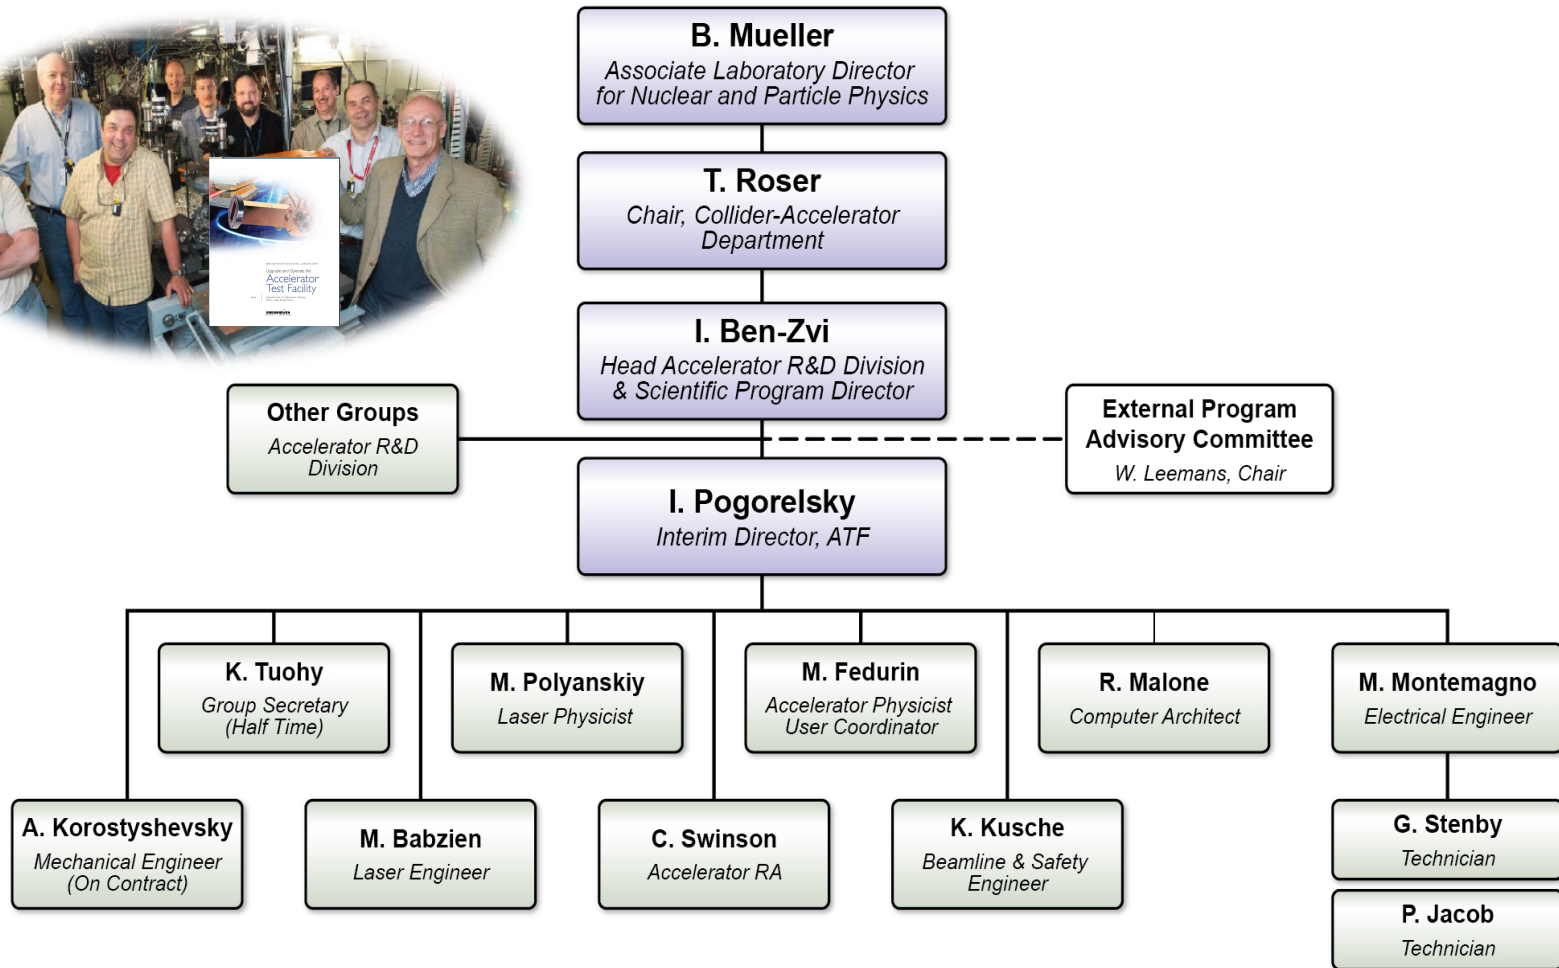 B. Mueller
Associate Laboratory Director
for Nuclear and Particle Physics
T. Roser
Chair, Collider-Accelerator
Department
I. Ben-Zvi
Head Accelerator R&D Division
& Scientific Program Director
Upgrade and Operate the
Accelerator
Test Facility
Other Groups
Accelerator R&D
Division
External Program
Advisory Committee
W. Leemans, Chair
I. Pogorelsky
Interim Director, ATF
K. Tuohy
Group Secretary
(Half Time)
M. Polyanskiy
Laser Physicist
M. Fedurin
Accelerator Physicist
User Coordinator
R. Malone
Computer Architect
M. Montemagno
Electrical Engineer
A. Korostyshevsky
Mechanical Engineer
(On Contract)
M. Babzien
Laser Engineer
C. Swinson
Accelerator RA
K. Kusche
Beamline & Safety
Engineer
G. Stenby
Technician
P. Jacob
Technician